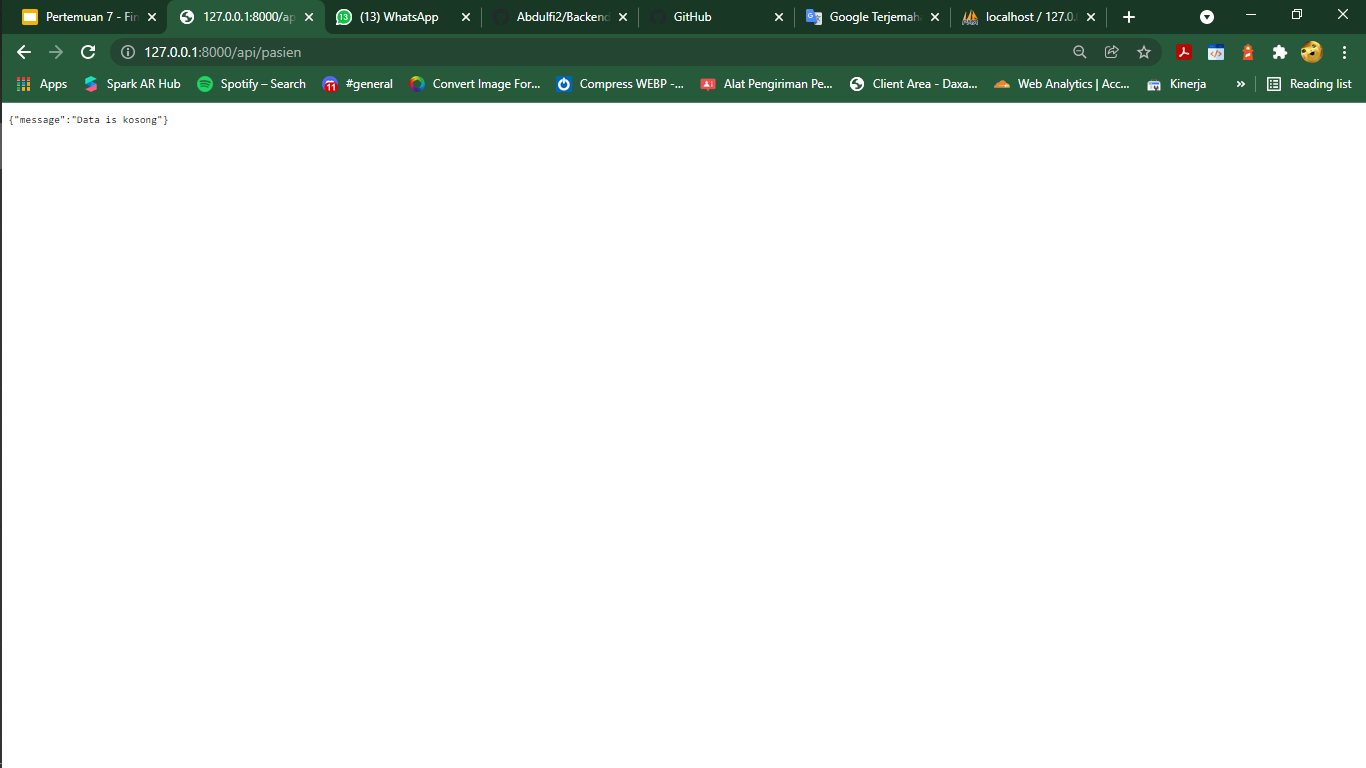 Pertemuan 7 - Fin
127.0.0.1:8000/ap
(13) WhatsApp
Abdulfi2/Backend
GitHub
Google Terjemah
localhost / 127.0.
127.0.0.1:8000/api/pasien
Apps
Spark AR Hub
Spotify – Search
11
#general
Convert Image For...
Compress WEBP -...
Alat Pengiriman Pe...
Client Area - Daxa...
Web Analytics | Acc...
Kinerja
»
Reading list
{"message":"Data is kosong"}